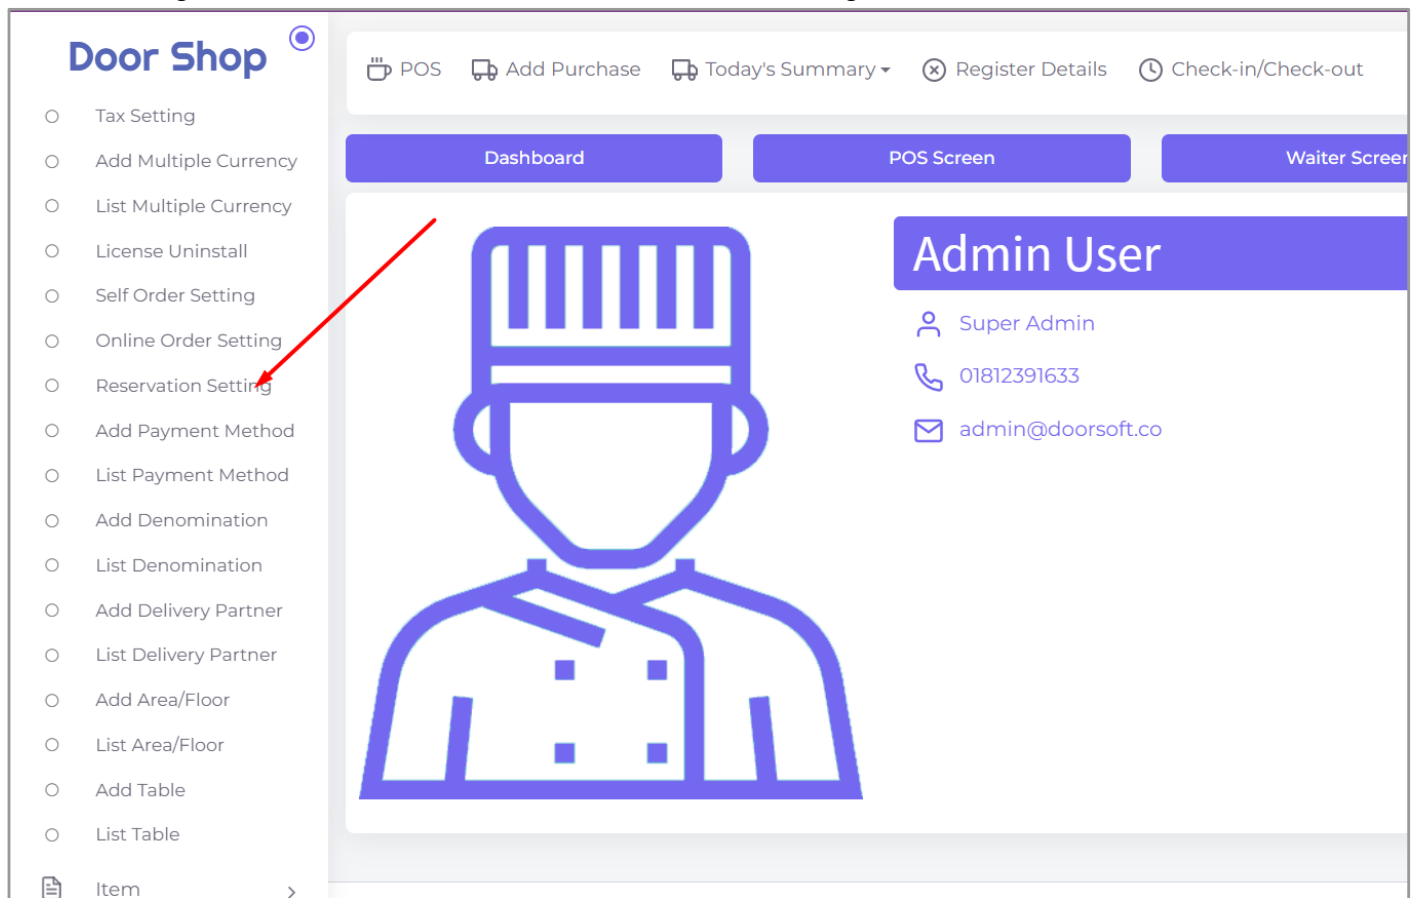 Door Shop
Tax Setting
Add Multiple Currency
List Multiple Currency
License Uninstall
Self Order Setting
Online Order Setting
Reservation Setting
Add Payment Method
List Payment Method
Add Denomination
List Denomination
Add Delivery Partner
List Delivery Partner
Add Area/Floor
List Area/Floor
Add Table
List Table
Item
POS Add Purchase Today's Summary Register Details Check-in/Check-out
Dashboard POS Screen Waiter Screen
Admin User
Super Admin
01812391633
admin@doorsoft.co